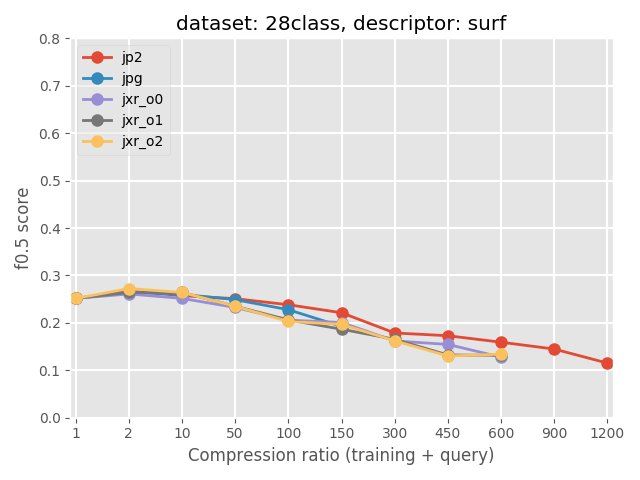 dataset: 28class, descriptor: surf
0.8
0.7
0.6
0.5
0.4
0.3
0.2
0.1
0.0
f0.5 score
jp2
jpg
jxr_o0
jxr_o1
jxr_o2
1 2 10 50 100 150 300 450 600 900 1200
Compression ratio (training + query)